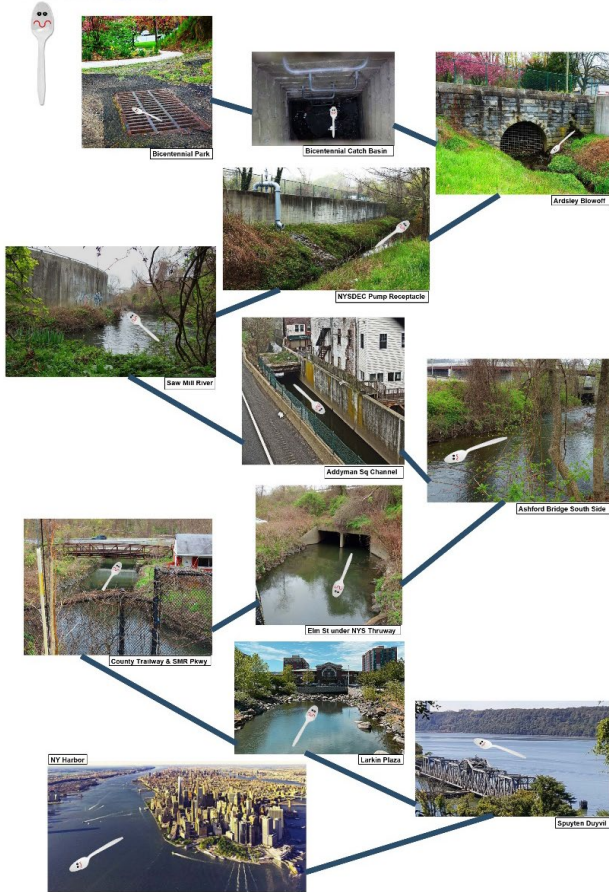 Bicentennial Park
Bicentennial Catch Basin
Ardsley Blowoff
NYSDEC Pump Receptacle
Saw Mill River
Addyman Sq Channel
Ashford Bridge South Side
Elm St under NYS Thruway
County Trailway & SMR Pkwy
Larkin Plaza
Spuyten Duyvil
NY Harbor